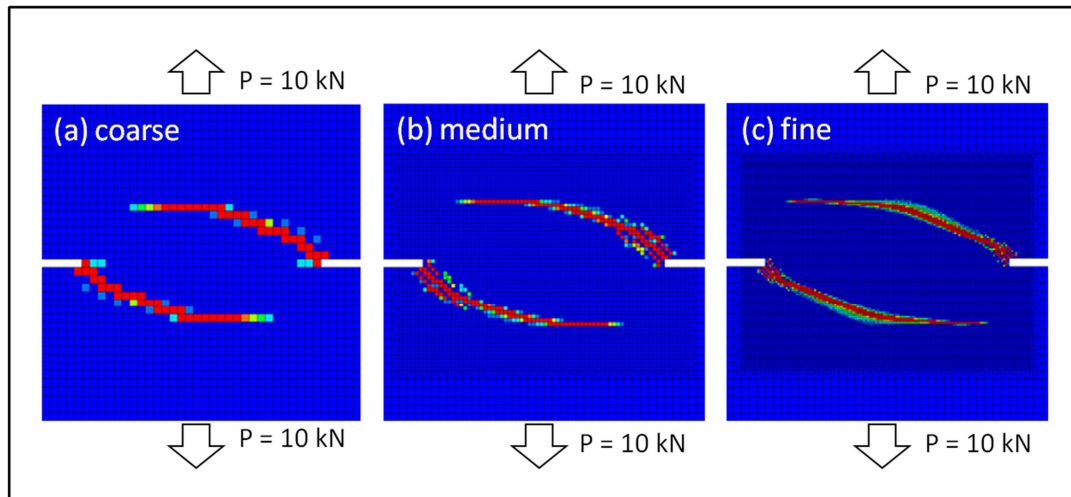 P = 10 kN
P = 10 kN
P = 10 kN
(a) coarse
(b) medium
(c) fine
P = 10 kN
P = 10 kN
P = 10 kN